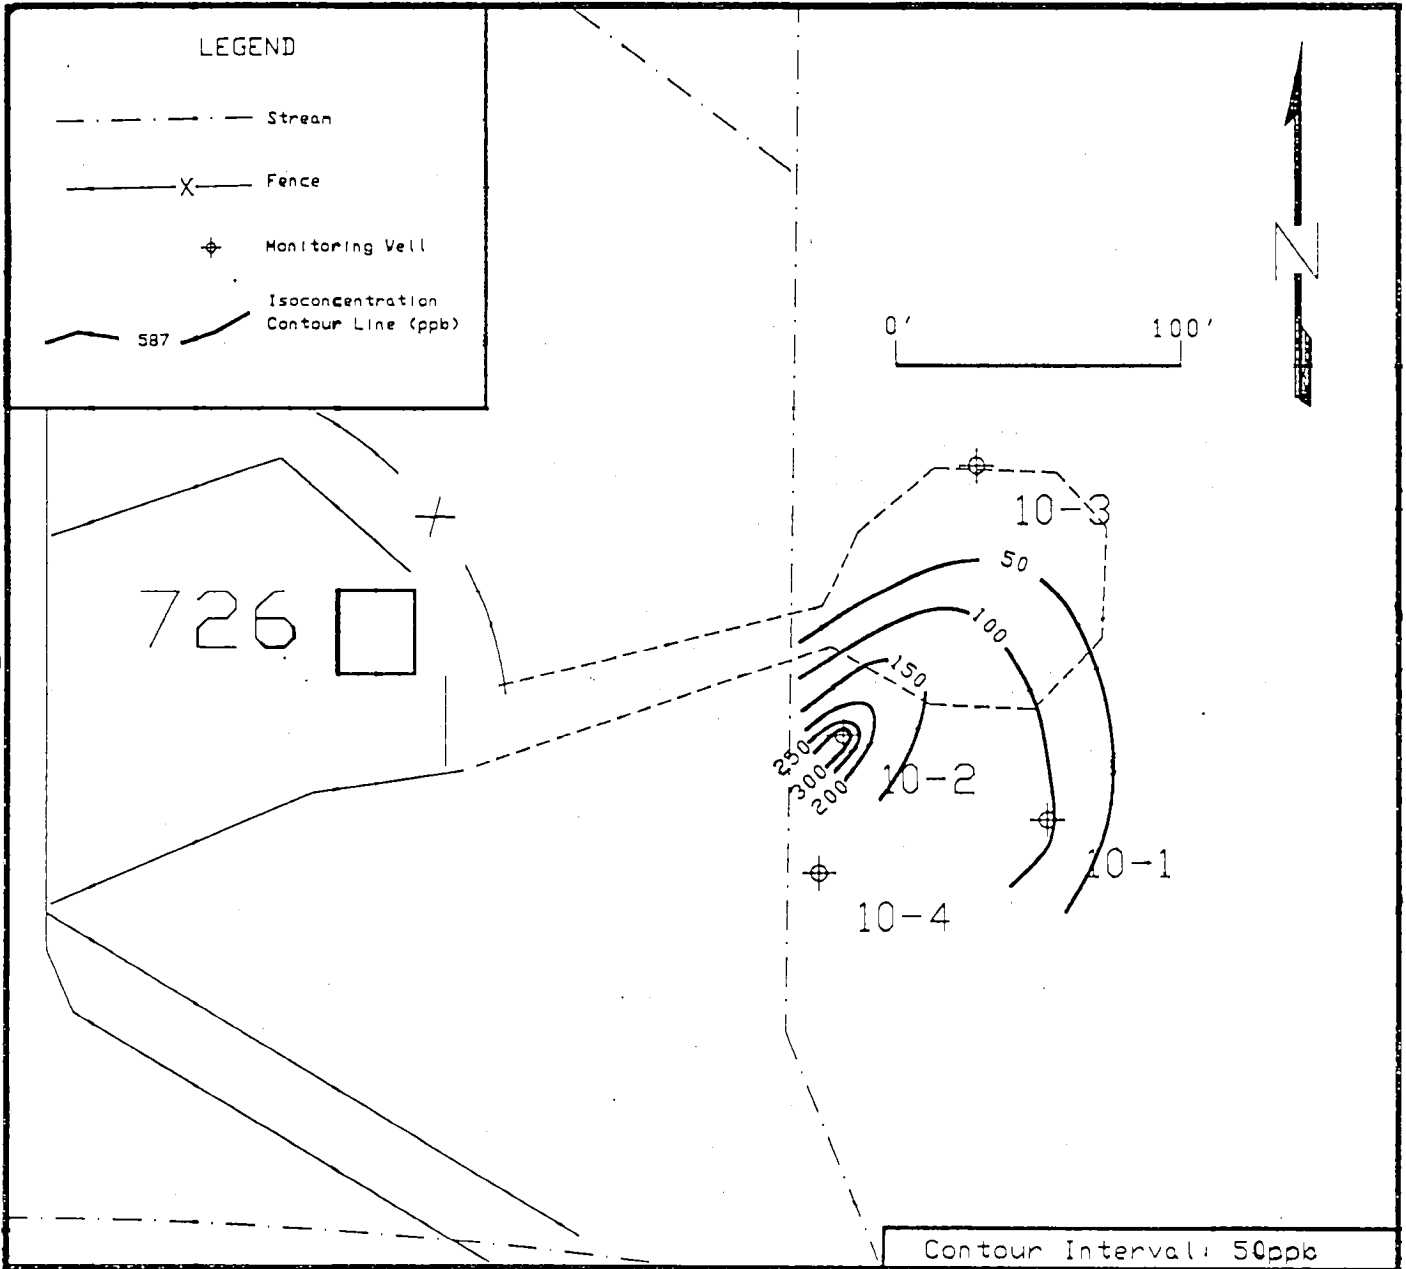 LEGEND
Stream
X
Fence
Monitoring Well
Isoconcentration
Contour Line (ppb)
587
N
0' 100'
10-3
50
726
100
150
250
300
200
10-2
10-1
10-4
Contour Interval: 50ppb